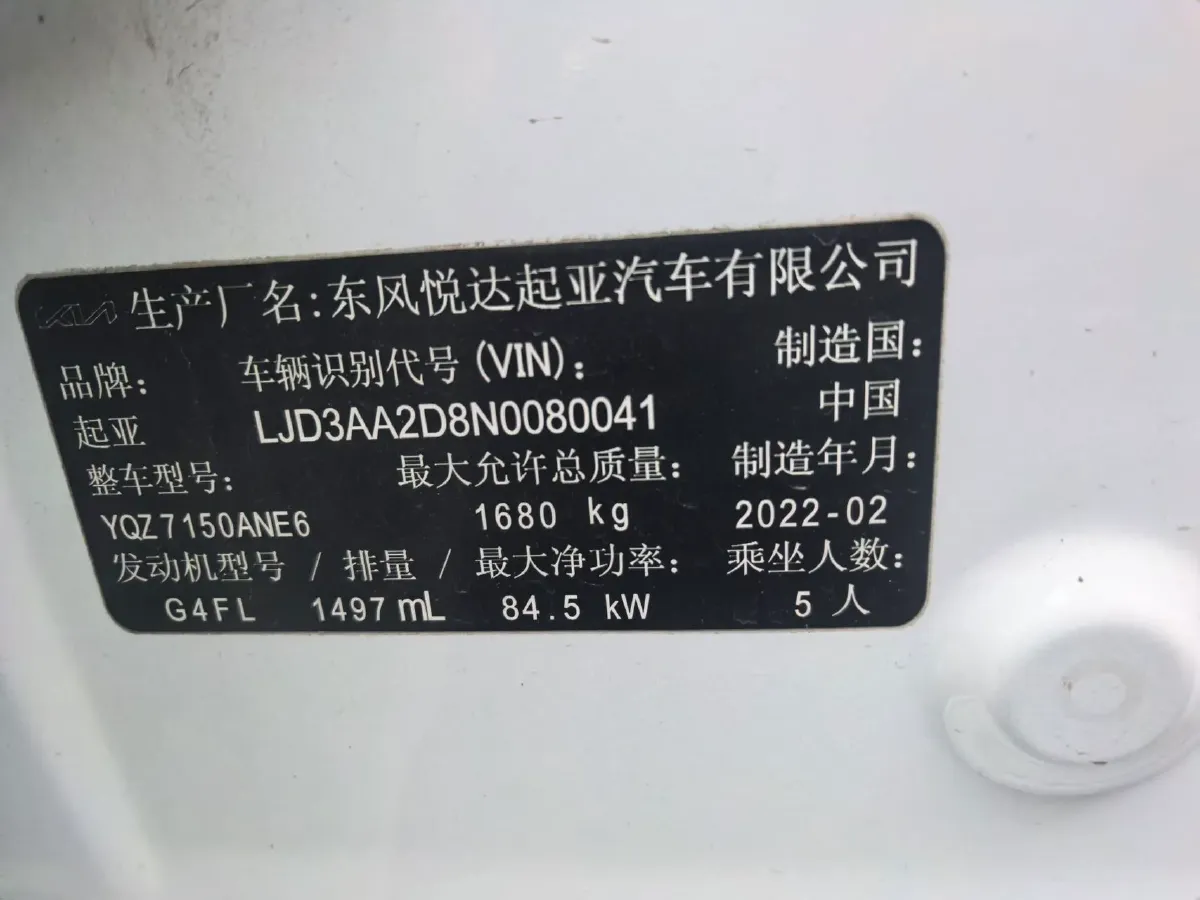 KIA 生产厂名:东风悦达起亚汽车有限公司
品牌: 车辆识别代号(VIN): 制造国:
起亚 LJD3AA2D8N0080041 中国
整车型号: 最大允许总质量: 制造年月:
YQZ7150ANE6 1680 kg 2022-02
发动机型号 / 排量 / 最大净功率: 乘坐人数:
G4FL 1497mL 84.5 kW 5 人